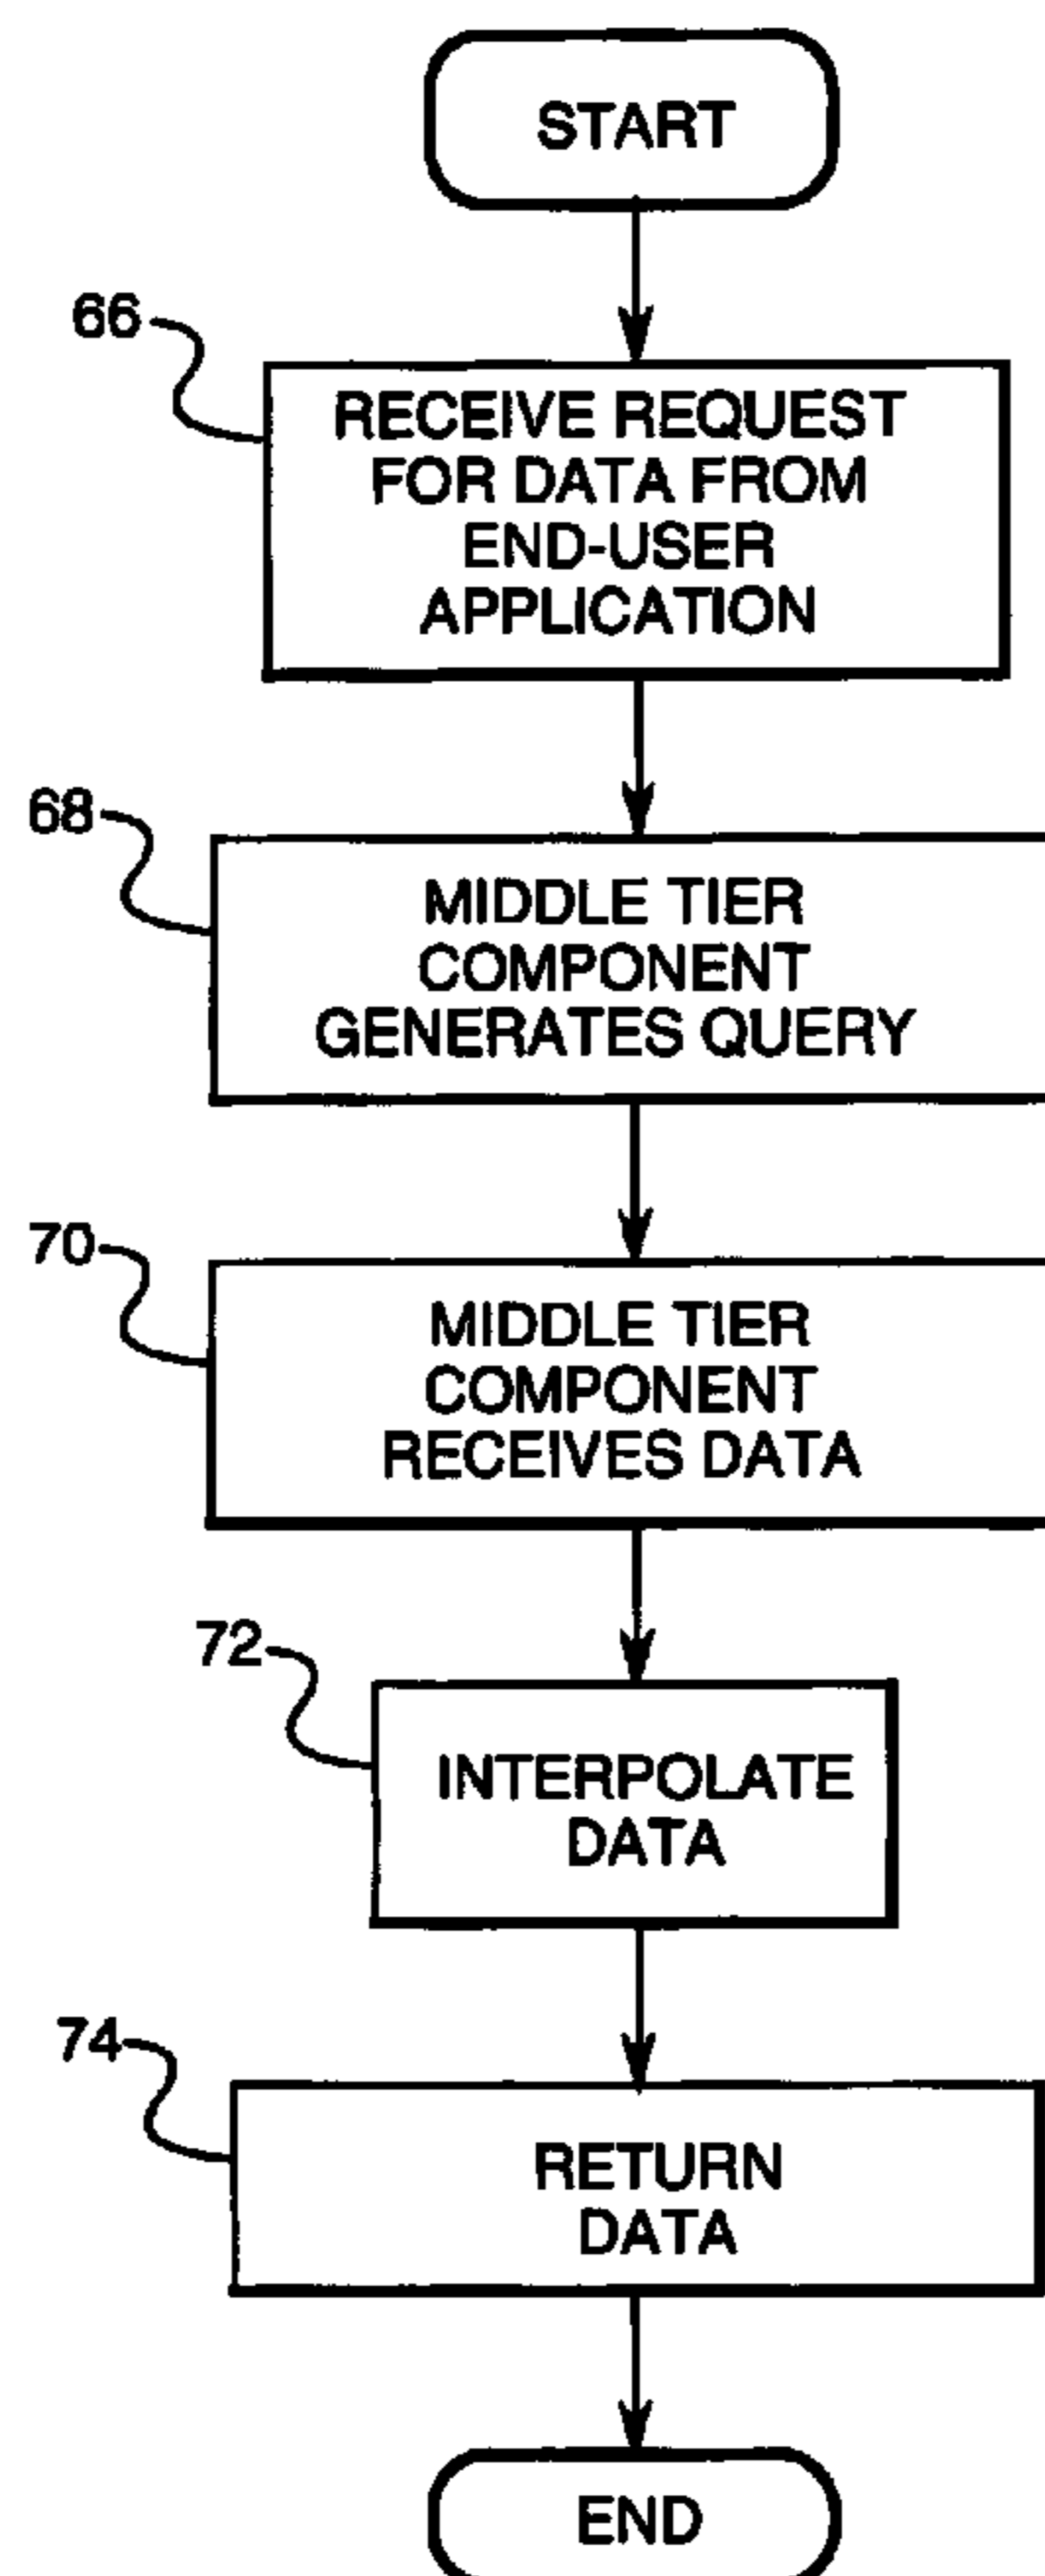 START
66
RECEIVE REQUEST
FOR DATA FROM
END-USER
APPLICATION
68
MIDDLE TIER
COMPONENT
GENERATES QUERY
70
MIDDLE TIER
COMPONENT
RECEIVES DATA
72
INTERPOLATE
DATA
74
RETURN
DATA
END